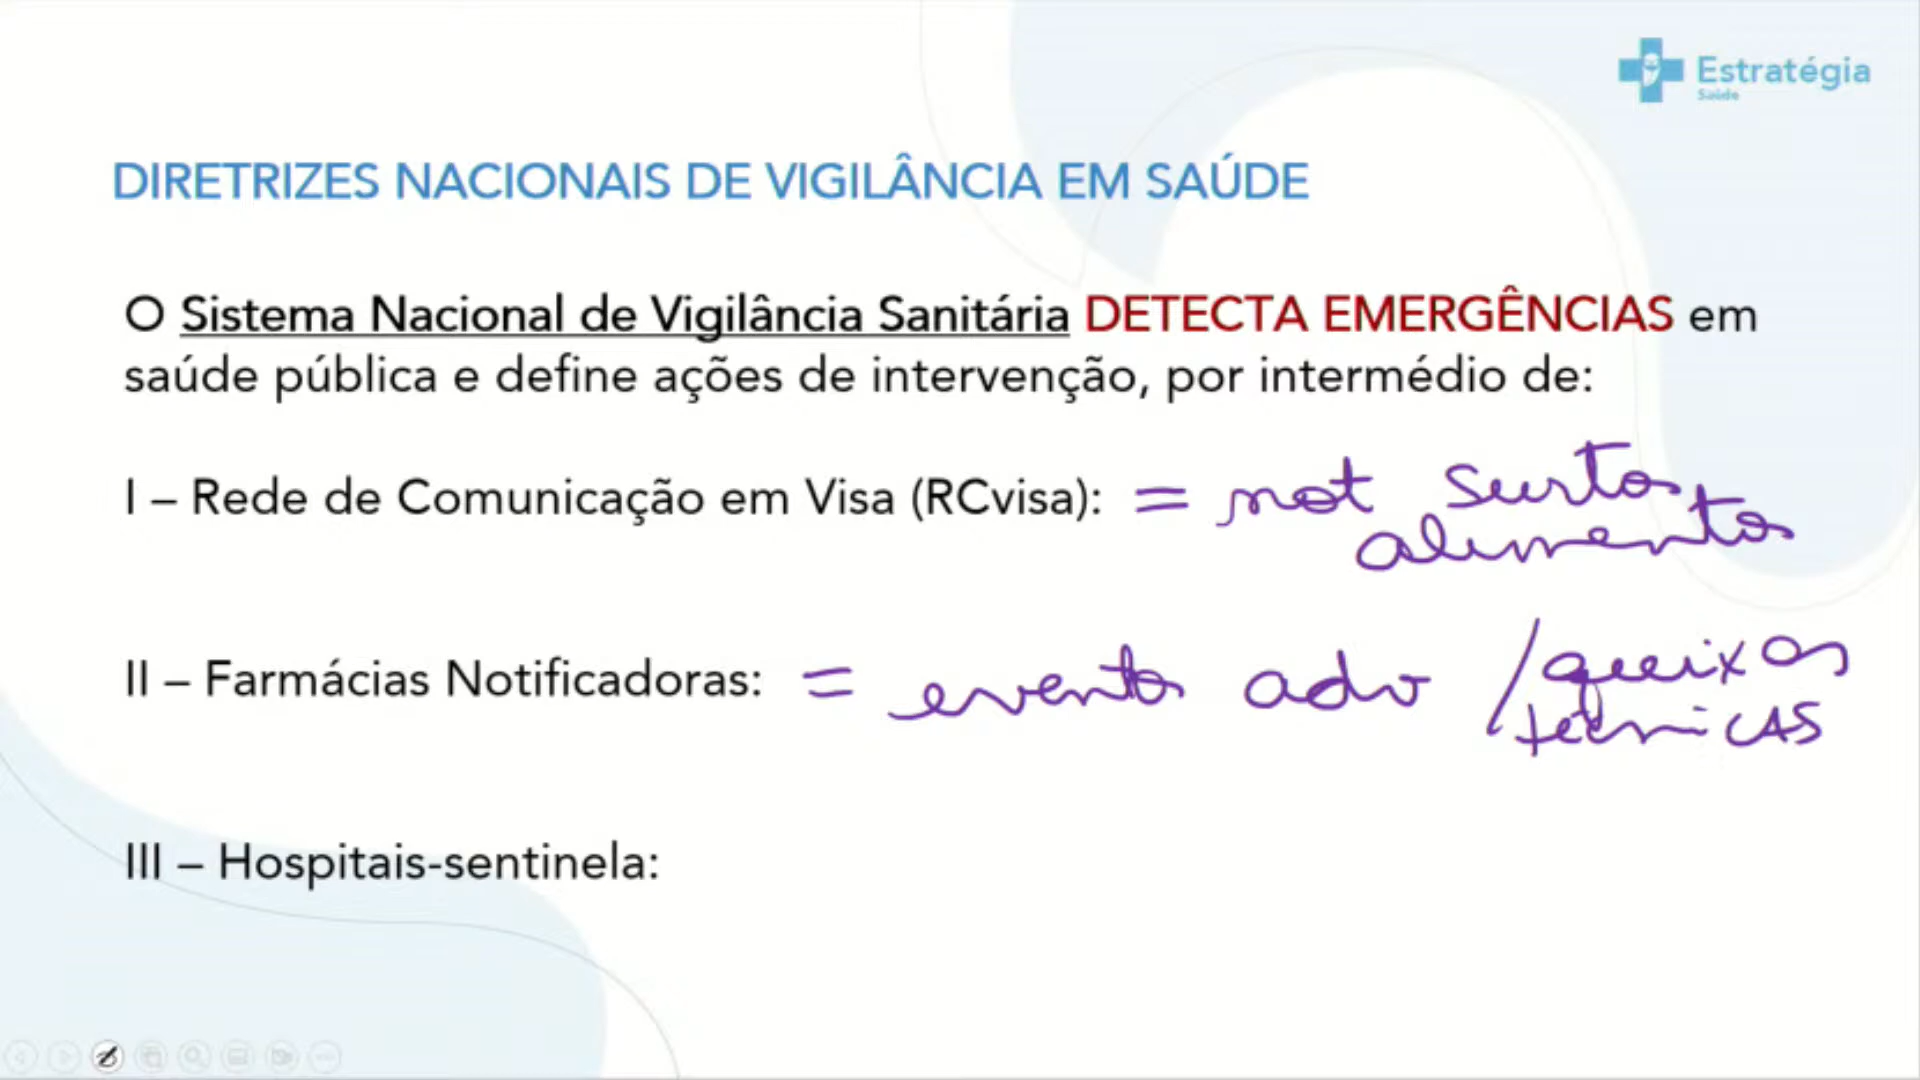 Estratégia
Saúde
DIRETRIZES NACIONAIS DE VIGILÂNCIA EM SAÚDE
O Sistema Nacional de Vigilância Sanitária DETECTA EMERGÊNCIAS em
saúde pública e define ações de intervenção, por intermédio de:
I – Rede de Comunicação em Visa (RCvisa): = not surtos
alimentos
II – Farmácias Notificadoras: = eventos adv / queixas
técnicAS
III – Hospitais-sentinela: